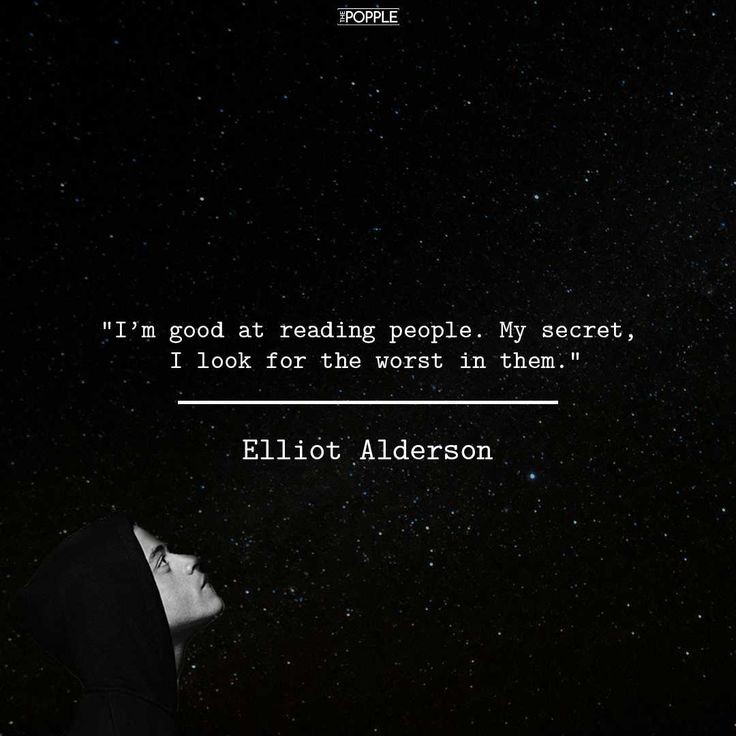 THE POPPLE
"I’m good at reading people. My secret,
I look for the worst in them."
Elliot Alderson